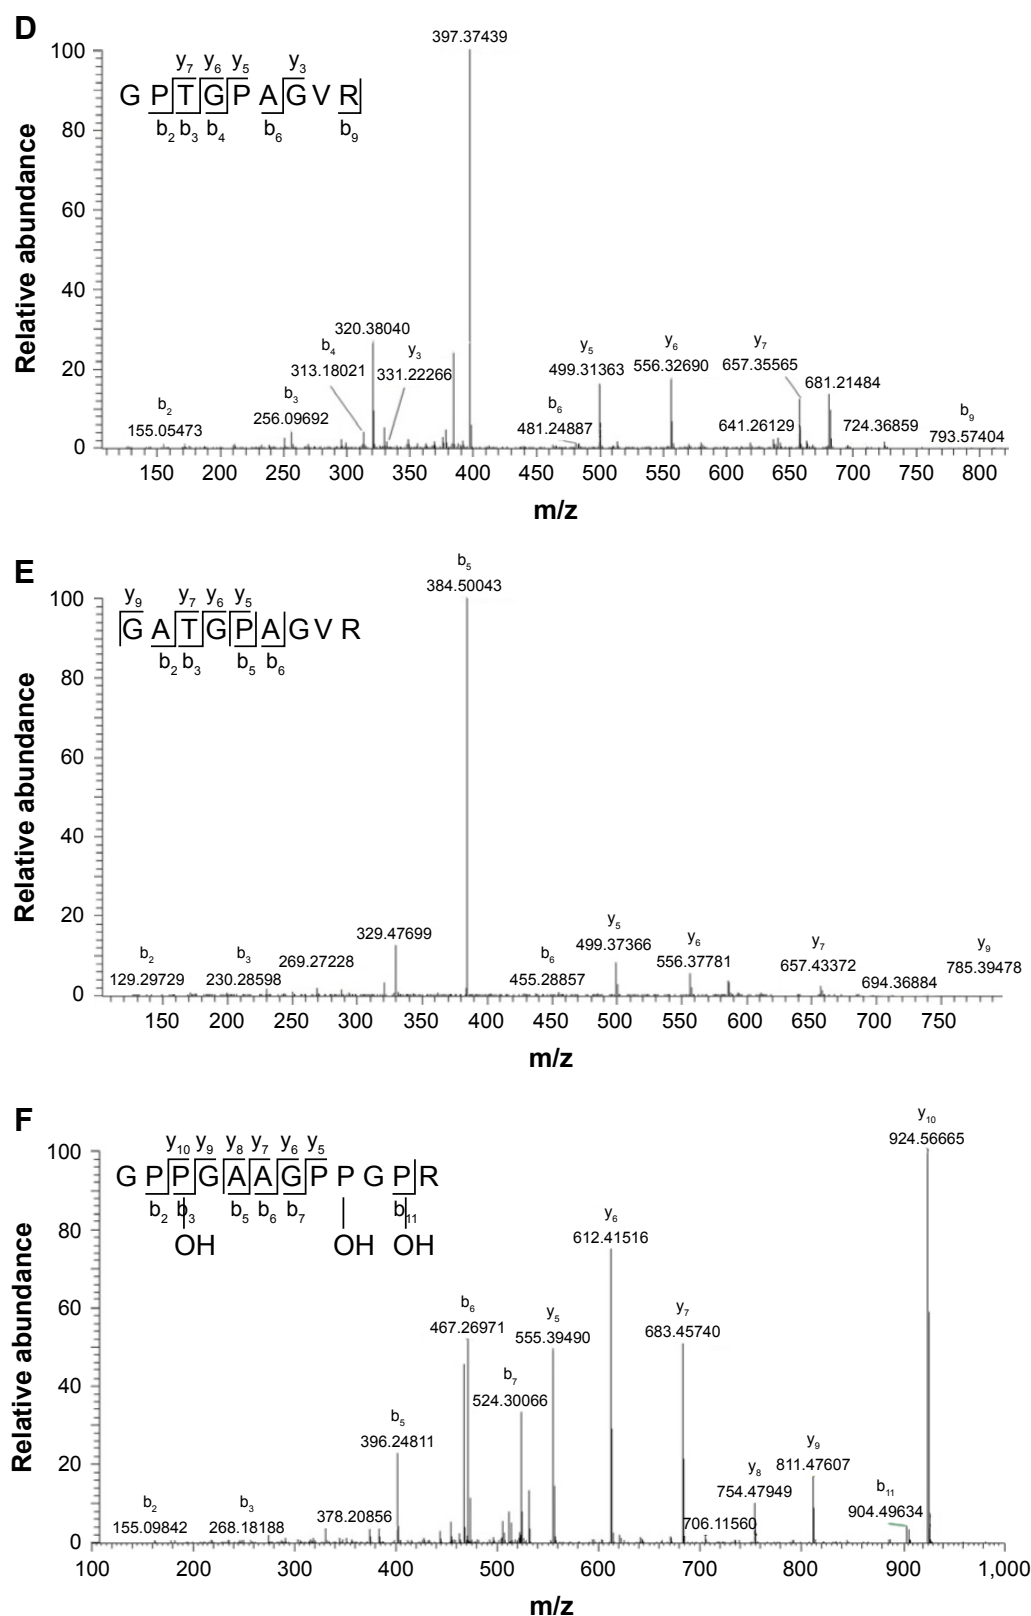 D
397.37439
100
y7 y6 y5 y3
G P T G P A G V R
b2 b3 b4 b6 b9
80
60
40
20
0
Relative abundance
320.38040
b4
313.18021
y3
331.22266
b3
256.09692
b2
155.05473
y5
499.31363
b6
481.24887
y6
556.32690
y7
657.35565
681.21484
641.26129
724.36859
b9
793.57404
150 200 250 300 350 400 450 500 550 600 650 700 750 800
m/z
E
b5
384.50043
100
y9 y7 y6 y5
G A T G P A G V R
b2 b3 b5 b6
80
60
40
20
0
Relative abundance
b2
129.29729
b3
230.28598
269.27228
329.47699
b6
455.28857
y5
499.37366
y6
556.37781
y7
657.43372
694.36884
y9
785.39478
150 200 250 300 350 400 450 500 550 600 650 700 750
m/z
F
y10
924.56665
100
y10 y9 y8 y7 y6 y5
G P P G A A G P P G P R
b2 b3 b5 b6 b7 b11
OH OH OH
80
60
40
20
0
Relative abundance
b2
155.09842
b3
268.18188
378.20856
b5
396.24811
b6
467.26971
b7
524.30066
y5
555.39490
y6
612.41516
y7
683.45740
706.11560
y8
754.47949
y9
811.47607
b11
904.49634
100 200 300 400 500 600 700 800 900 1,000
m/z